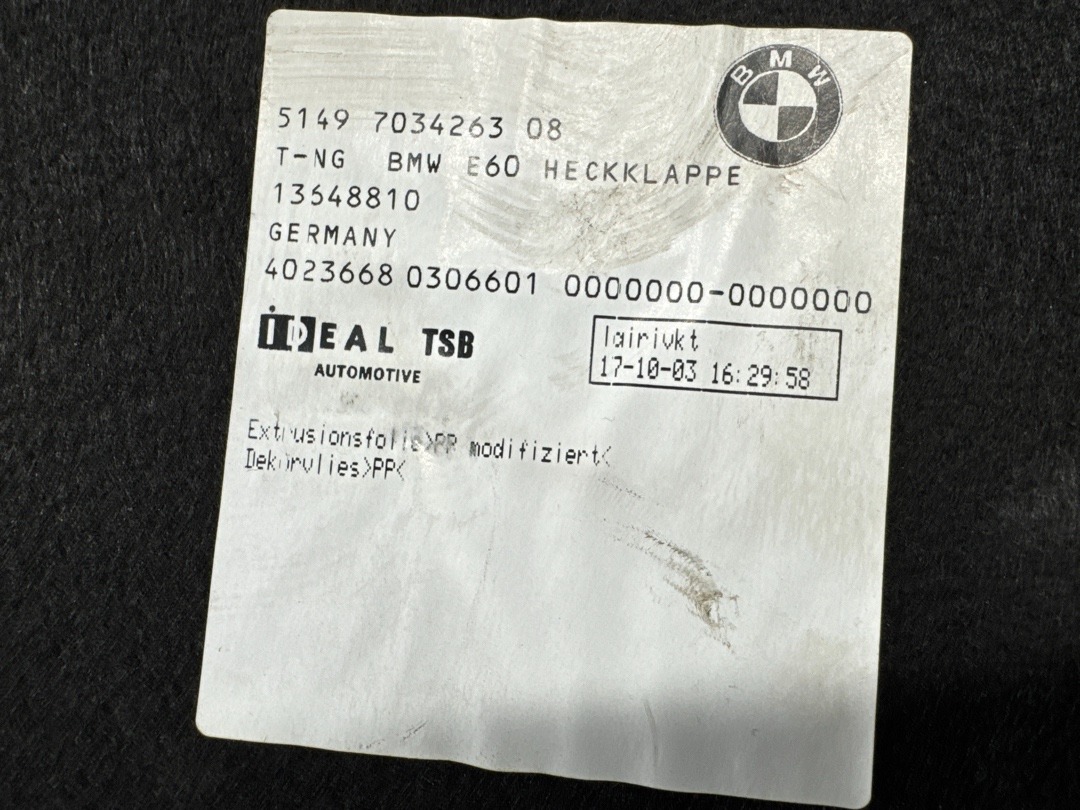 BMW
5149 7034263 08
T-NG BMW E60 HECKKLAPPE
13548810
GERMANY
4023668 0306601 0000000-0000000
iDEAL TSB
AUTOMOTIVE
lairivkt
17-10-03 16:29:58
Extrusionsfolie>PP modifiziert<
Dekorvlies>PP<